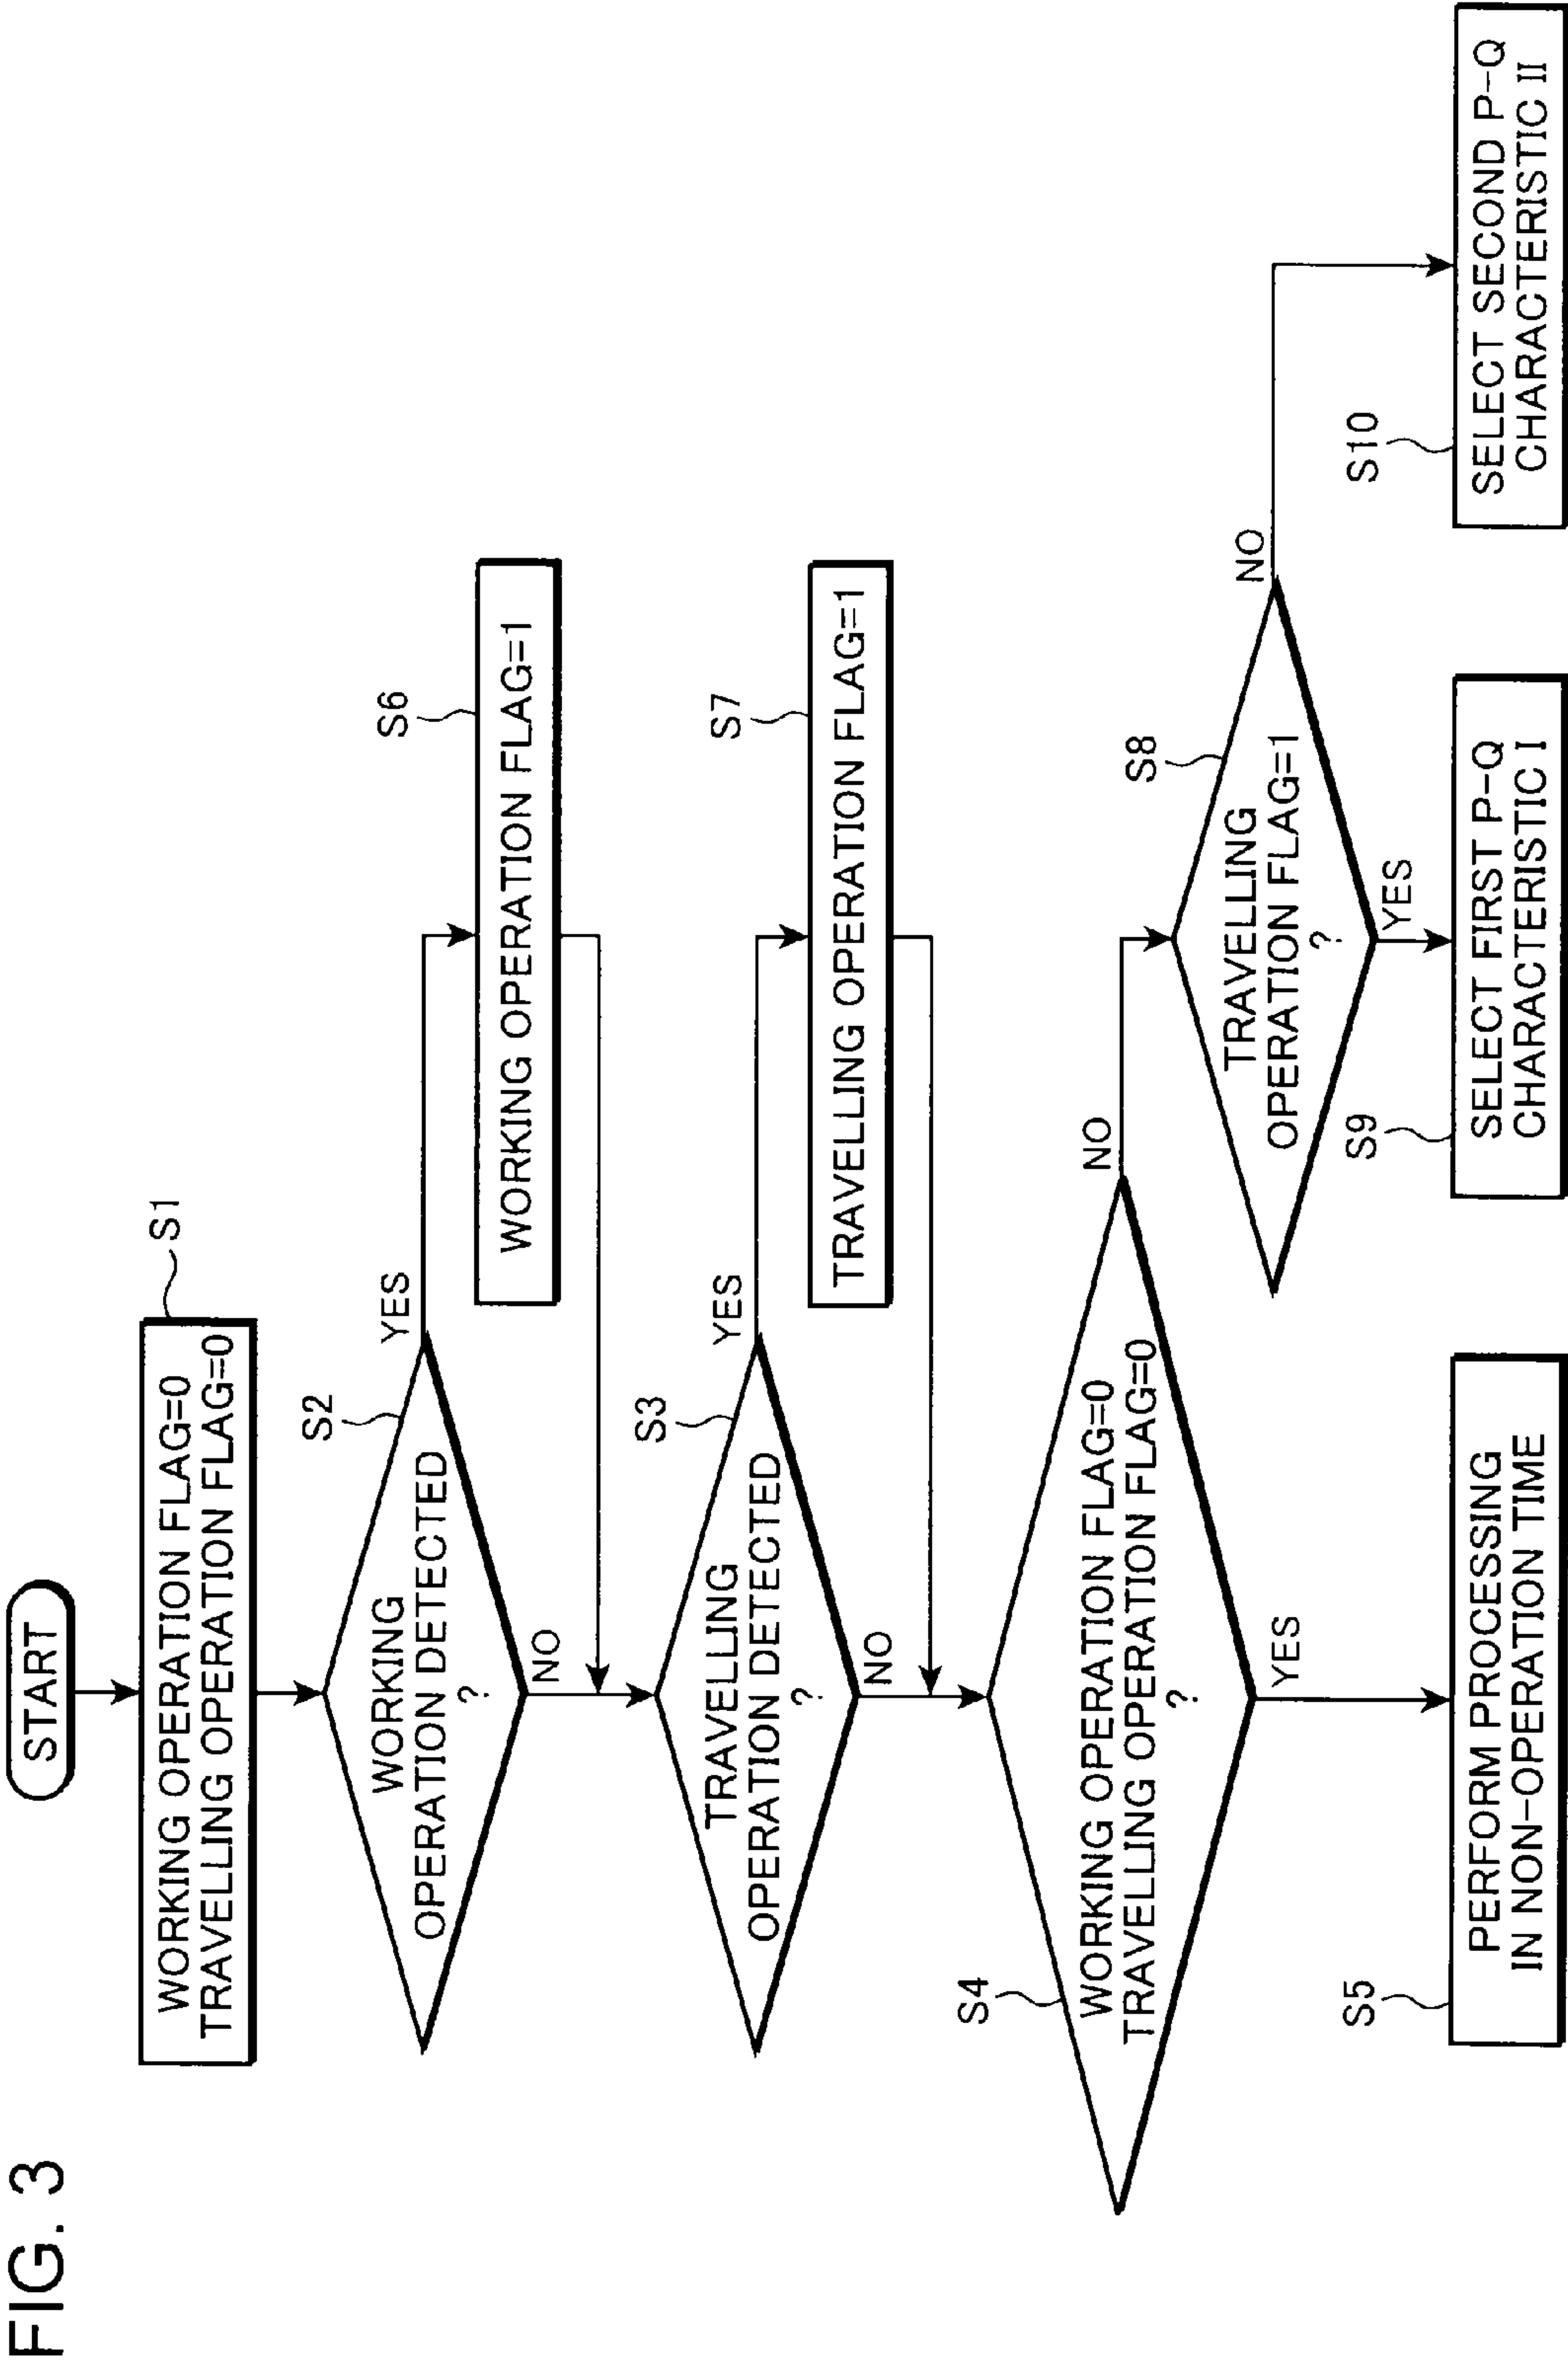 FIG. 3
START
WORKING OPERATION FLAG=0
TRAVELLING OPERATION FLAG=0
S1
S2
WORKING
OPERATION DETECTED
?
YES
NO
S6
WORKING OPERATION FLAG=1
S3
TRAVELLING
OPERATION DETECTED
?
YES
NO
S7
TRAVELLING OPERATION FLAG=1
S4
WORKING OPERATION FLAG=0
TRAVELLING OPERATION FLAG=0
?
NO
YES
S8
TRAVELLING
OPERATION FLAG=1
?
NO
YES
S5
PERFORM PROCESSING
IN NON-OPERATION TIME
S9
SELECT FIRST P-Q
CHARACTERISTIC I
S10
SELECT SECOND P-Q
CHARACTERISTIC II